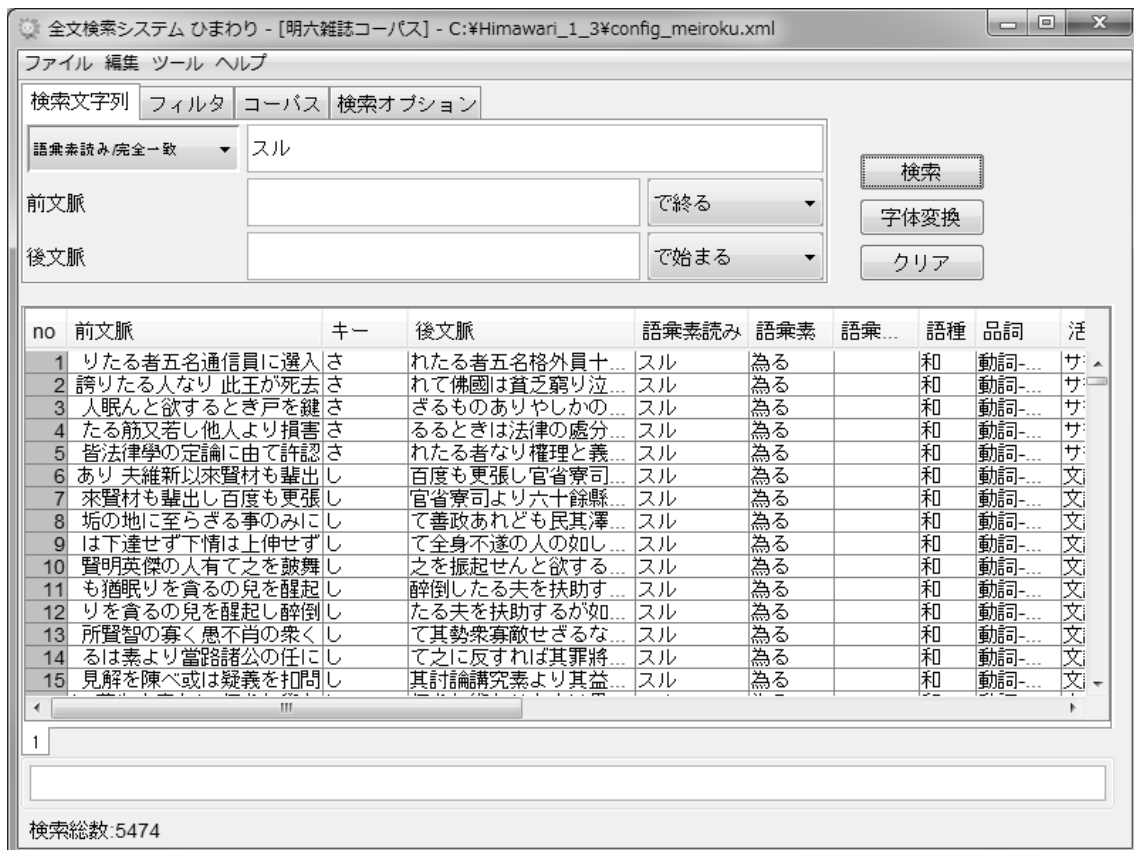 全文検索システム ひまわり - [明六雑誌コーパス] - C:¥Himawari_1_3¥config_meiroku.xml
ファイル 編集 ツール ヘルプ
検索文字列 フィルタ コーパス 検索オプション
語彙素読み/完全一致 スル
検索
前文脈 で終る
字体変換
後文脈 で始まる
クリア
no 前文脈 キー 後文脈 語彙素読み 語彙素 語彙... 語種 品詞 活
1 りたる者五名通信員に選入 さ れたる者五名格外員十... スル 為る 和 動詞-... サ
2 誇りたる人なり 此王が死去 さ れて佛國は貧乏窮り泣... スル 為る 和 動詞-... サ
3 人眠んと欲するとき戸を鍵 さ ざるものありやしかの... スル 為る 和 動詞-... サ
4 たる筋又若し他人より損害 さ るるときは法律の處分... スル 為る 和 動詞-... サ
5 皆法律學の定論に由て許認 さ れたる者なり權理と義... スル 為る 和 動詞-... サ
6 あり 夫維新以來賢材も輩出 し 百度も更張し官省寮司... スル 為る 和 動詞-... 文
7 來賢材も輩出し百度も更張 し 官省寮司より六十餘縣... スル 為る 和 動詞-... 文
8 垢の地に至らざる事のみに し て善政あれども民其澤... スル 為る 和 動詞-... 文
9 は下達せず下情は上伸せず し て全身不遂の人の如し... スル 為る 和 動詞-... 文
10 賢明英傑の人有て之を鼓舞 し 之を振起せんと欲する... スル 為る 和 動詞-... 文
11 も猶眠りを貪るの兒を醒起 し 醉倒したる夫を扶助す... スル 為る 和 動詞-... 文
12 りを貪るの兒を醒起し醉倒 し たる夫を扶助するが如... スル 為る 和 動詞-... 文
13 所賢智の寡く愚不肖の衆く し て其勢衆寡敵せざるな... スル 為る 和 動詞-... 文
14 るは素より當路諸公の任に し て之に反すれば其罪將... スル 為る 和 動詞-... 文
15 見解を陳べ或は疑義を扣問 し 其討論講究素より其益... スル 為る 和 動詞-... 文
1
検索総数:5474